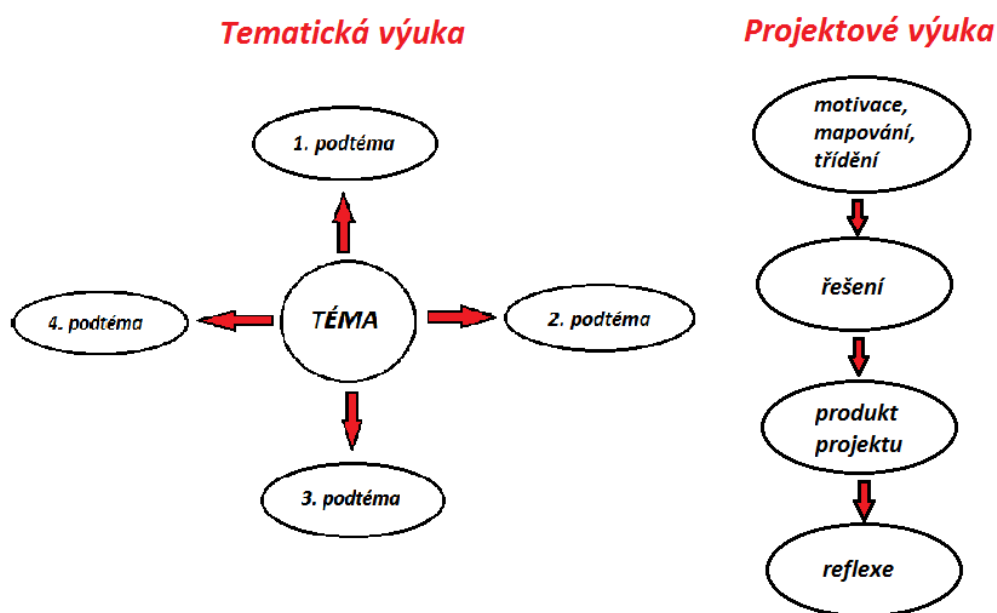 Tematická výuka
1. podtéma
4. podtéma
TÉMA
2. podtéma
3. podtéma
Projektové výuka
motivace,
mapování,
třídění
řešení
produkt
projektu
reflexe